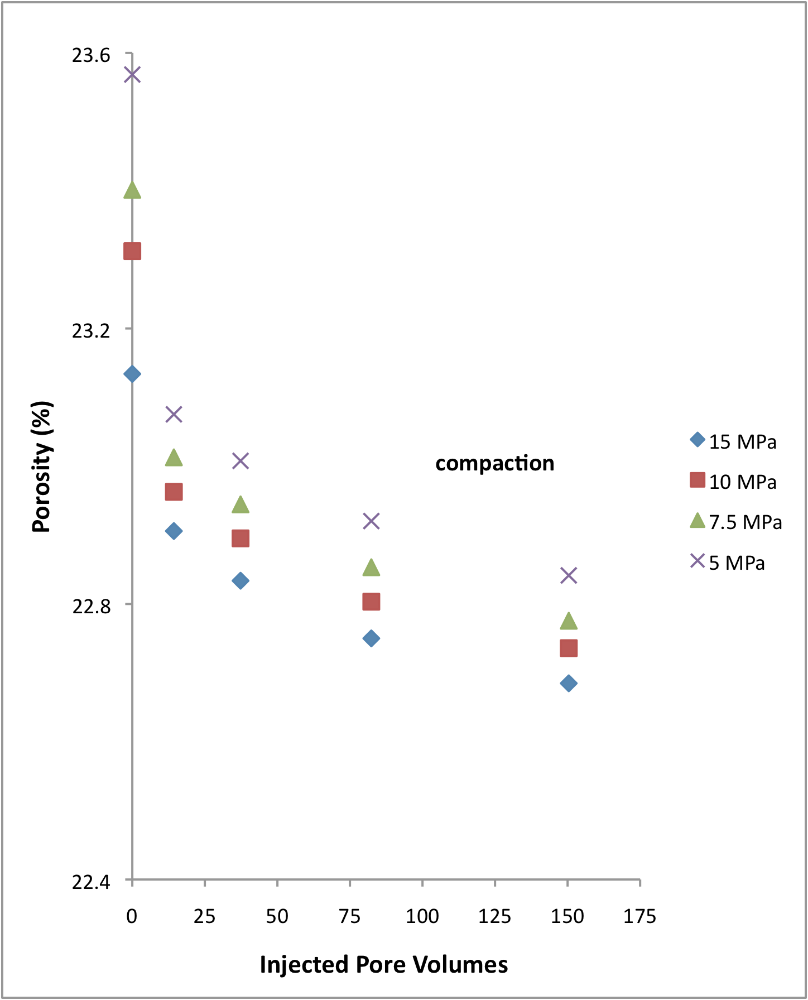 23.6
23.2
22.8
22.4
Porosity (%)
compaction
15 MPa
10 MPa
7.5 MPa
5 MPa
0 25 50 75 100 125 150 175
Injected Pore Volumes